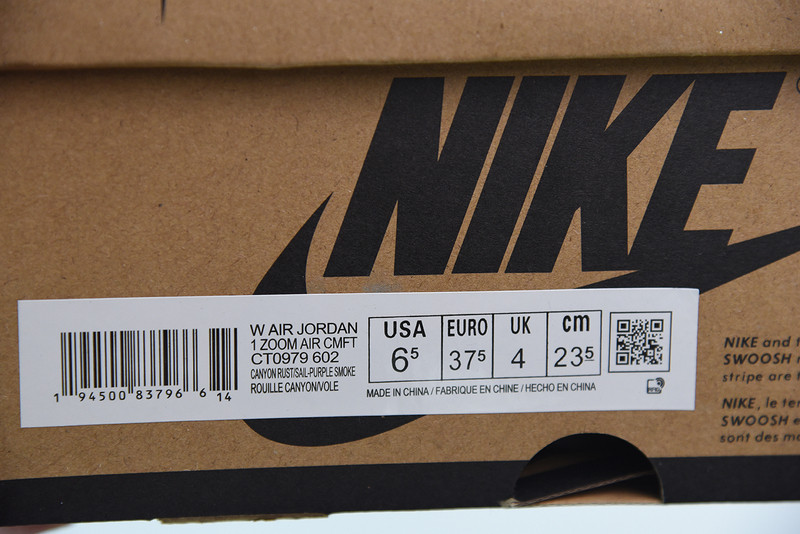 NIKE
W AIR JORDAN
1 ZOOM AIR CMFT
CT0979 602
CANYON RUST/SAIL-PURPLE SMOKE
ROUILLE CANYON/VOLE
1 94500 83796 6 14
USA EURO UK cm
6⁵ 37⁵ 4 23⁵
MADE IN CHINA / FABRIQUE EN CHINE / HECHO EN CHINA
NIKE and
SWOOSH
stripe are
NIKE, le
SWOOSH
sont des